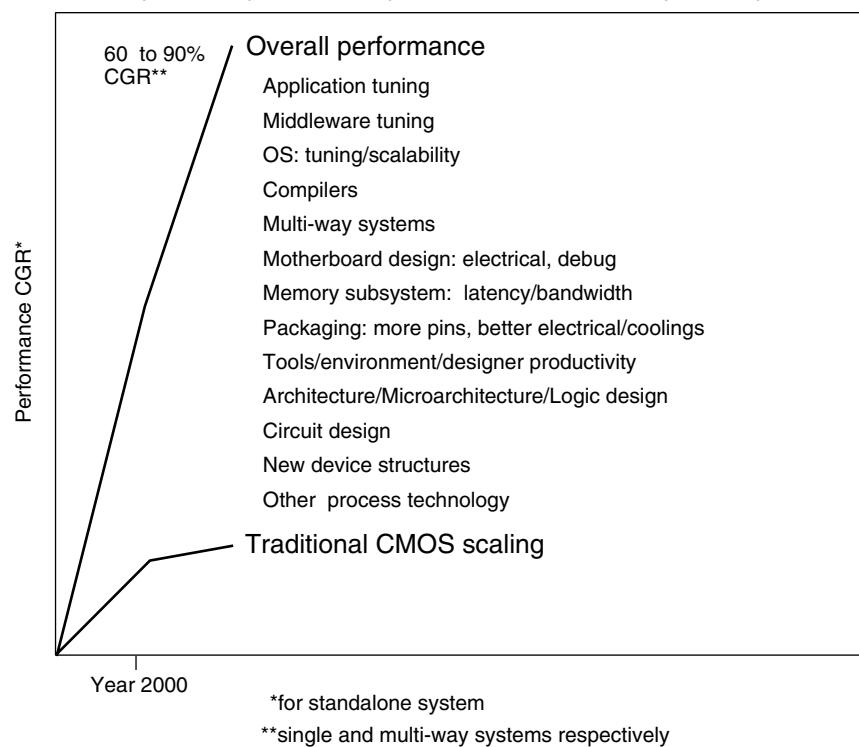 60 to 90%
CGR**
Overall performance
Application tuning
Middleware tuning
OS: tuning/scalability
Compilers
Multi-way systems
Motherboard design: electrical, debug
Memory subsystem: latency/bandwidth
Packaging: more pins, better electrical/coolings
Tools/environment/designer productivity
Architecture/Microarchitecture/Logic design
Circuit design
New device structures
Other process technology
Traditional CMOS scaling
Performance CGR*
Year 2000
*for standalone system
**single and multi-way systems respectively